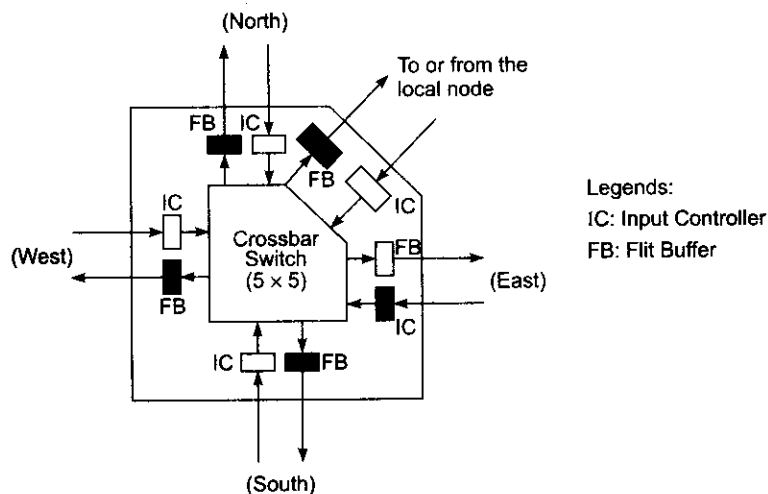 (North)
To or from the
local node
FB
IC
FB
IC
IC
Crossbar
Switch
(5 × 5)
(West)
FB
FB
(East)
IC
IC
FB
(South)
Legends:
IC: Input Controller
FB: Flit Buffer